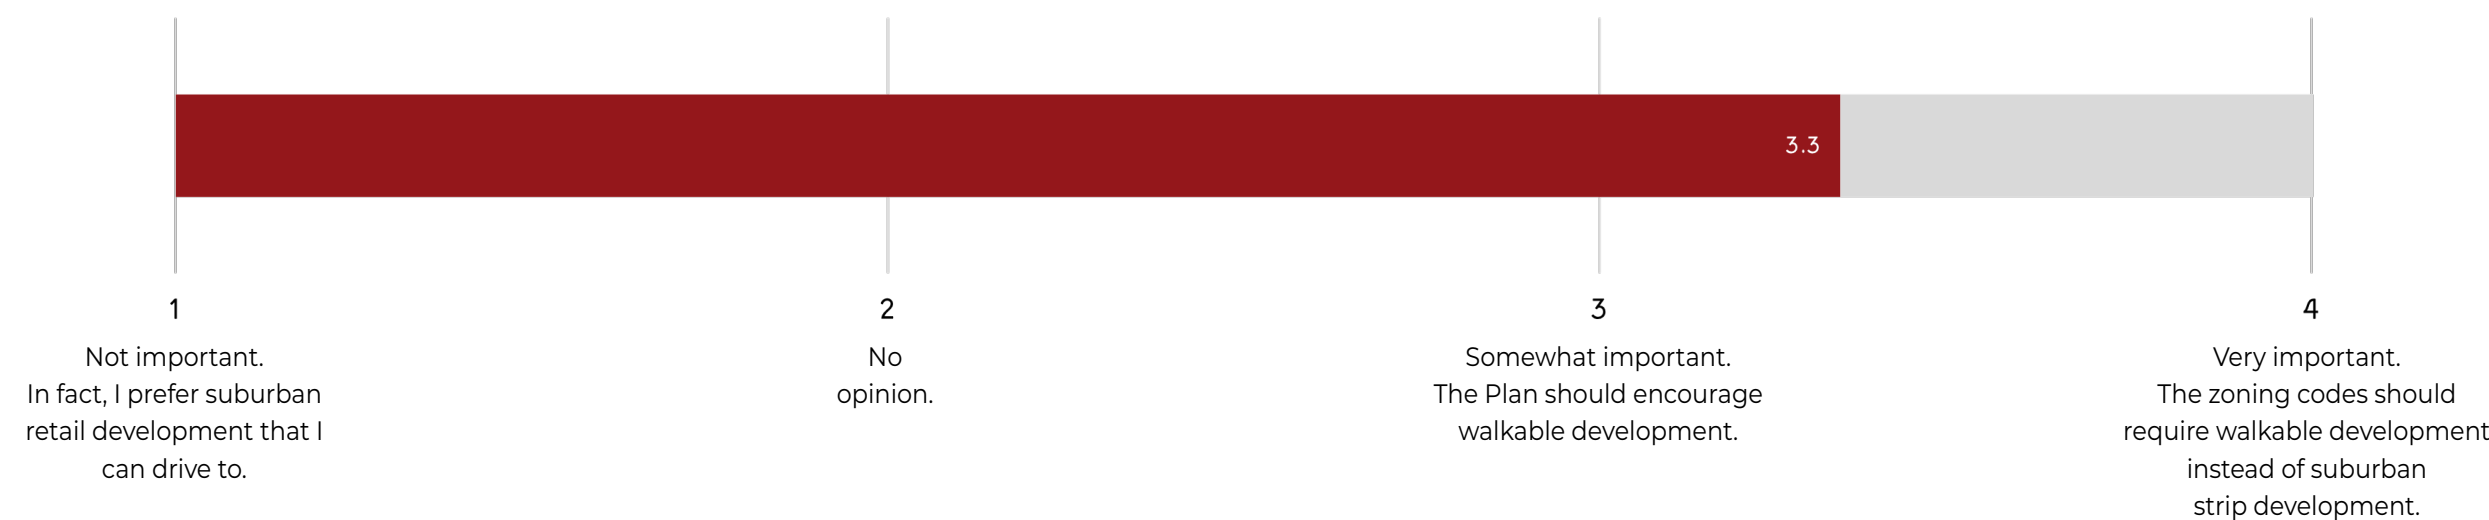 3.3
1
Not important.
In fact, I prefer suburban
retail development that I
can drive to.
2
No
opinion.
3
Somewhat important.
The Plan should encourage
walkable development.
4
Very important.
The zoning codes should
require walkable development
instead of suburban
strip development.